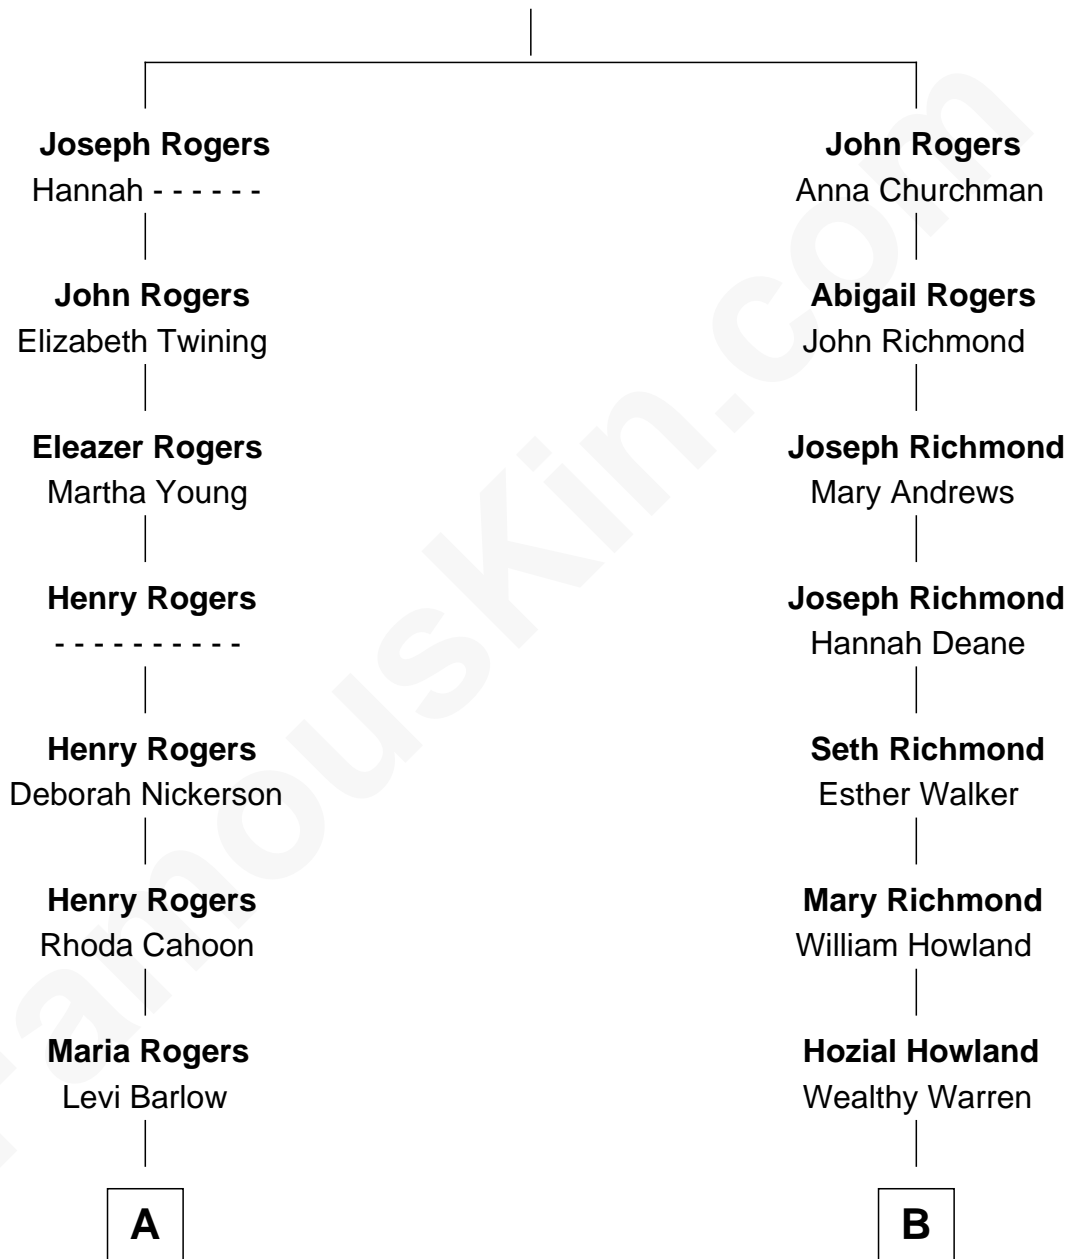 Joseph Rogers
Hannah - - - - - -
John Rogers
Elizabeth Twining
Eleazer Rogers
Martha Young
Henry Rogers
- - - - - - - - - -
Henry Rogers
Deborah Nickerson
Henry Rogers
Rhoda Cahoon
Maria Rogers
Levi Barlow
A
John Rogers
Anna Churchman
Abigail Rogers
John Richmond
Joseph Richmond
Mary Andrews
Joseph Richmond
Hannah Deane
Seth Richmond
Esther Walker
Mary Richmond
William Howland
Hozial Howland
Wealthy Warren
B
FamousKin.com